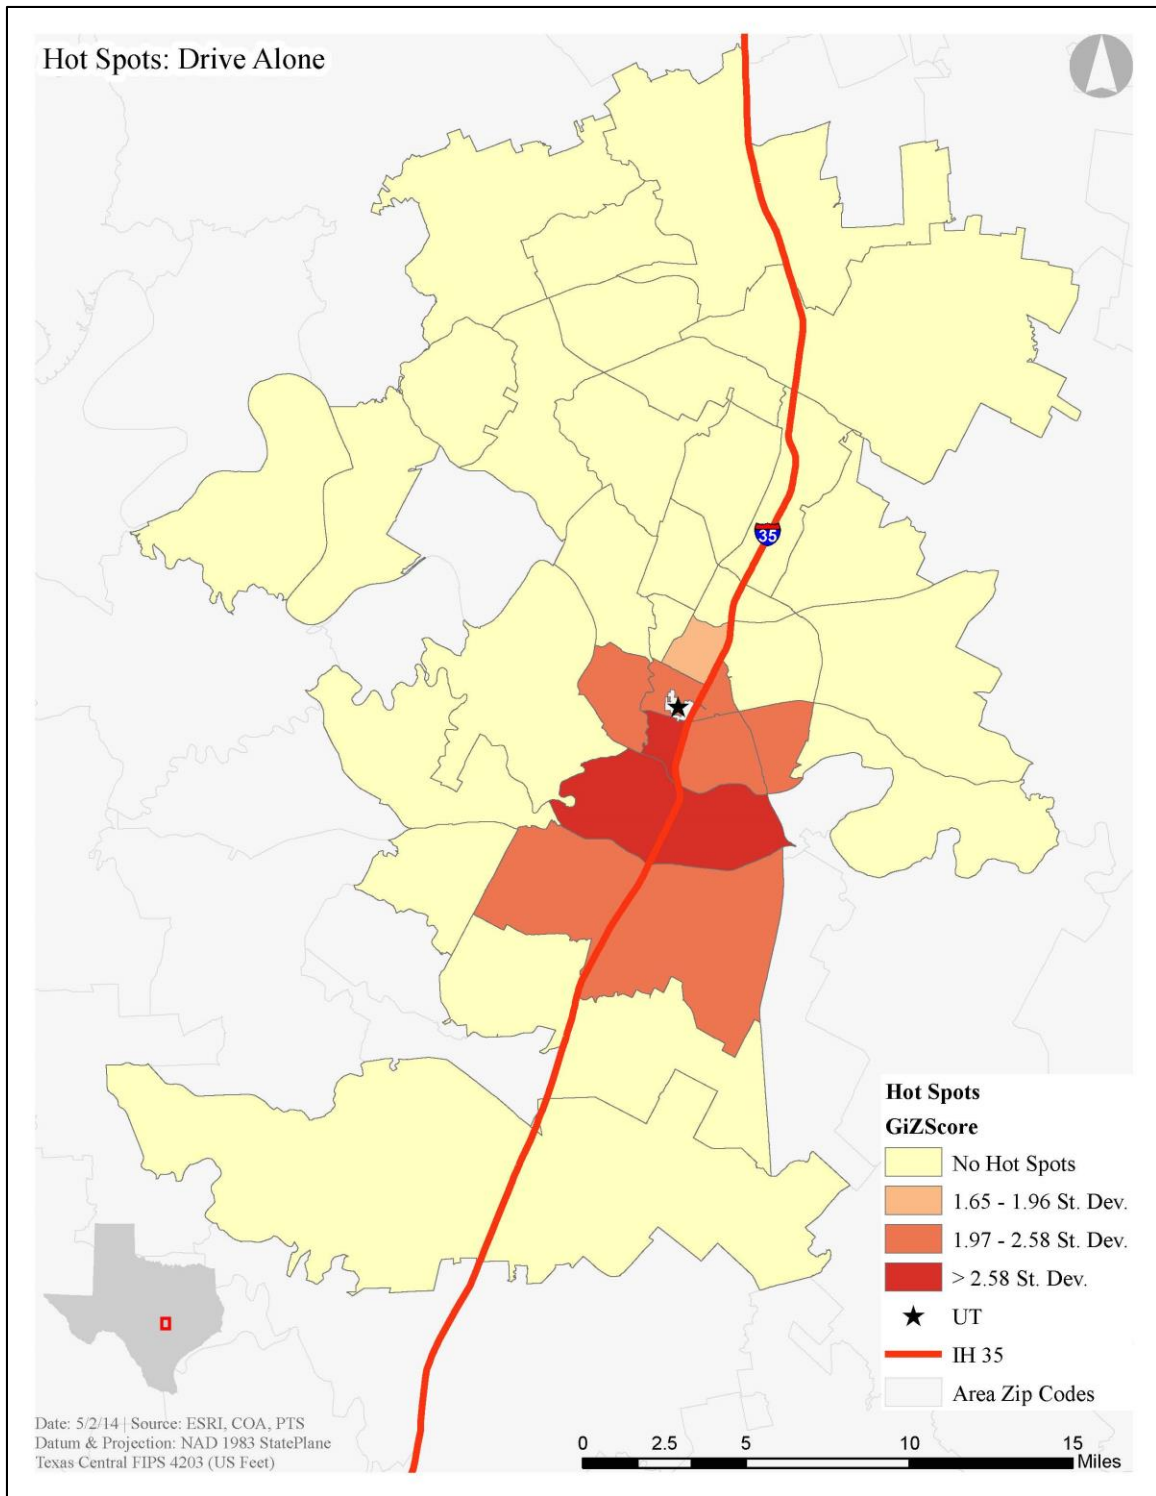 Hot Spots: Drive Alone
35
Hot Spots
GiZScore
No Hot Spots
1.65 - 1.96 St. Dev.
1.97 - 2.58 St. Dev.
> 2.58 St. Dev.
UT
IH 35
Area Zip Codes
Date: 5/2/14 | Source: ESRI, COA, PTS
Datum & Projection: NAD 1983 StatePlane
Texas Central FIPS 4203 (US Feet)
0 2.5 5 10 15
Miles